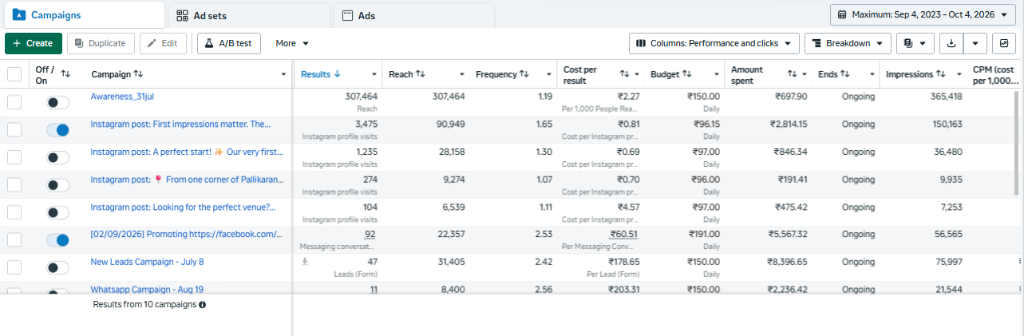 Campaigns Ad sets Ads Maximum: Sep 4, 2023 – Oct 4, 2026
+ Create Duplicate Edit A/B test More Columns: Performance and clicks Breakdown
Off / On Campaign Results Reach Frequency Cost per result Budget Amount spent Ends Impressions CPM (cost per 1,000...
Awareness_31jul 307,464 307,464 1.19 ₹2.27 ₹150.00 ₹697.90 Ongoing 365,418
Reach Per 1,000 People Rea... Daily
Instagram post: First impressions matter. The... 3,475 90,949 1.65 ₹0.81 ₹96.15 ₹2,814.15 Ongoing 150,163
Instagram profile visits Cost per Instagram pr... Daily
Instagram post: A perfect start! ✨ Our very first... 1,235 28,158 1.30 ₹0.69 ₹97.00 ₹846.34 Ongoing 36,480
Instagram profile visits Cost per Instagram pr... Daily
Instagram post: 📍 From one corner of Pallikaran... 274 9,274 1.07 ₹0.70 ₹96.00 ₹191.41 Ongoing 9,935
Instagram profile visits Cost per Instagram pr... Daily
Instagram post: Looking for the perfect venue?... 104 6,539 1.11 ₹4.57 ₹97.00 ₹475.42 Ongoing 7,253
Instagram profile visits Cost per Instagram pr... Daily
[02/09/2026] Promoting https://facebook.com/... 92 22,357 2.53 ₹60.51 ₹191.00 ₹5,567.32 Ongoing 56,565
Messaging conversat... Per Messaging Conv... Daily
New Leads Campaign - July 8 47 31,405 2.42 ₹178.65 ₹150.00 ₹8,396.65 Ongoing 75,997
Leads (Form) Per Lead (Form) Daily
Whatsapp Campaign - Aug 19 11 8,400 2.56 ₹203.31 ₹150.00 ₹2,236.42 Ongoing 21,544
Results from 10 campaigns